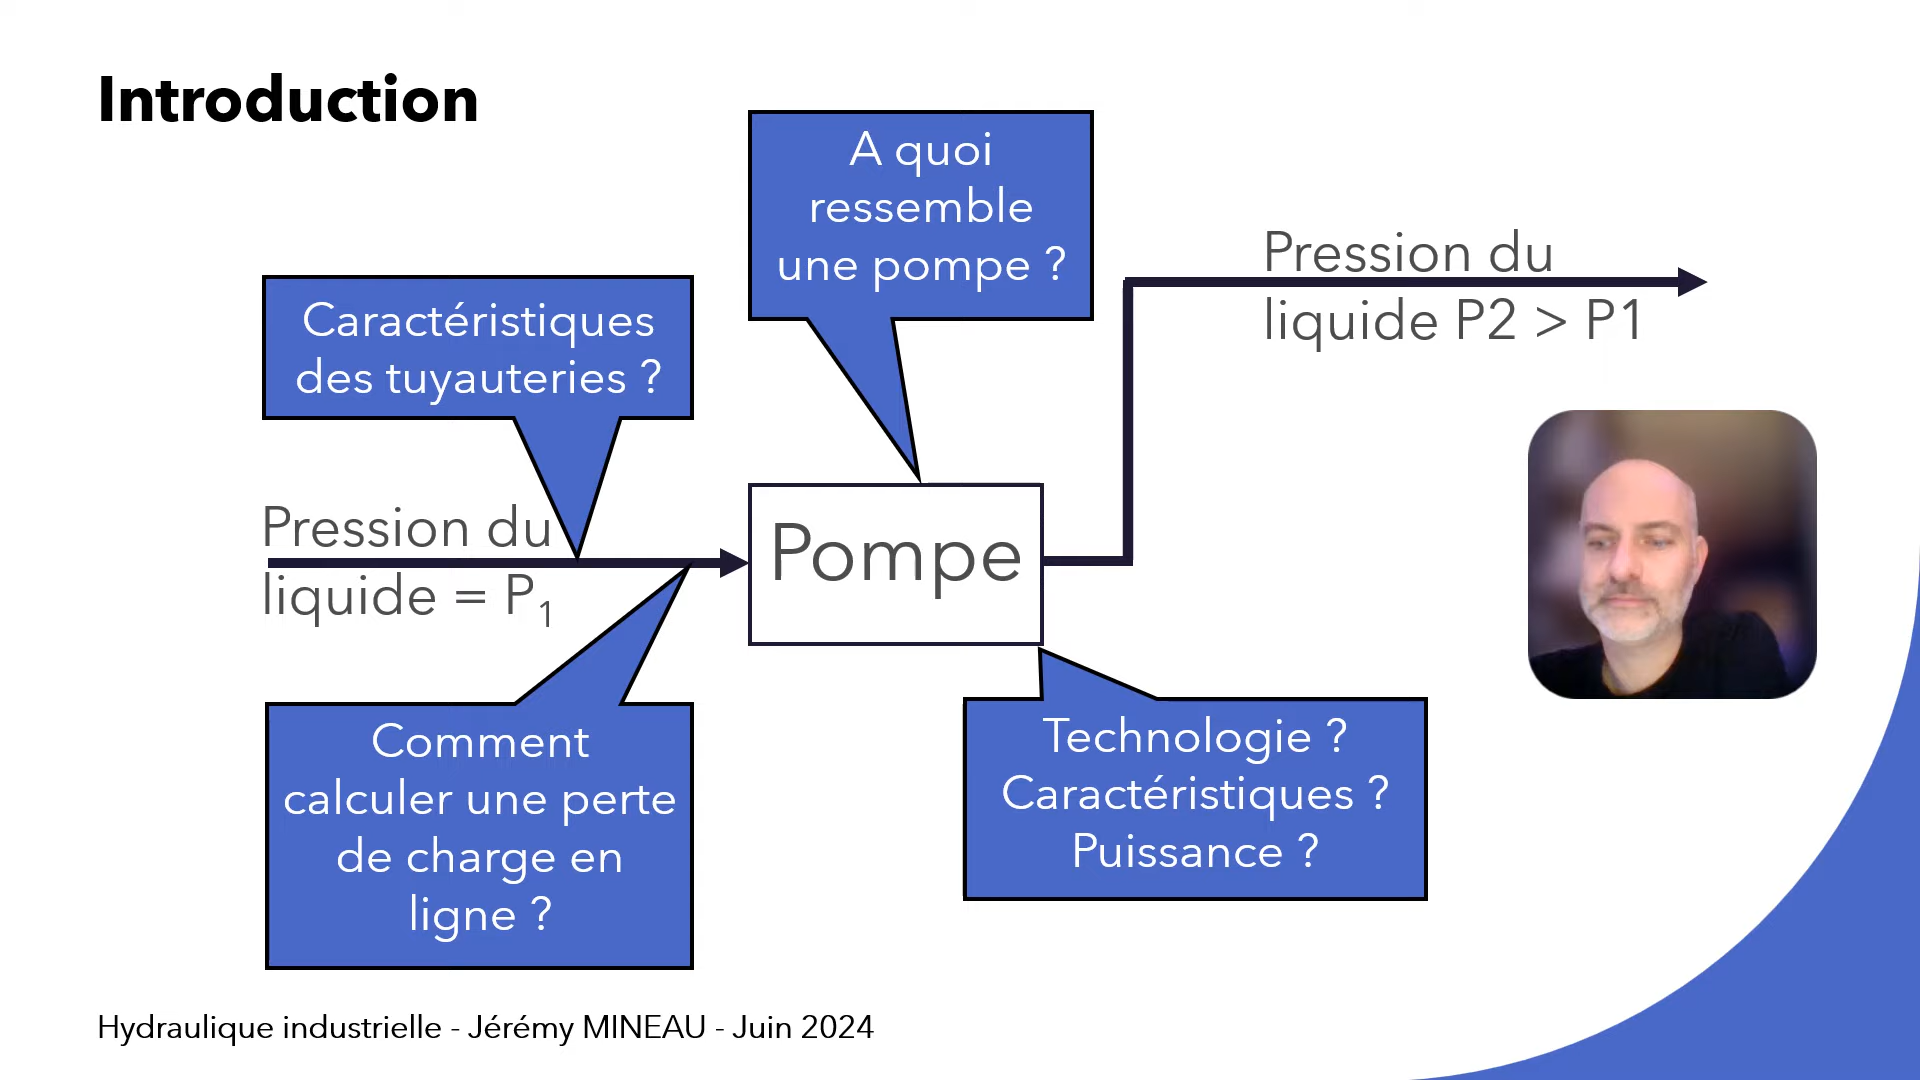 Introduction
A quoi
ressemble
une pompe ?
Pression du
liquide P2 > P1
Caractéristiques
des tuyauteries ?
Pression du
liquide = P₁
Pompe
Comment
calculer une perte
de charge en
ligne ?
Technologie ?
Caractéristiques ?
Puissance ?
Hydraulique industrielle - Jérémy MINEAU - Juin 2024